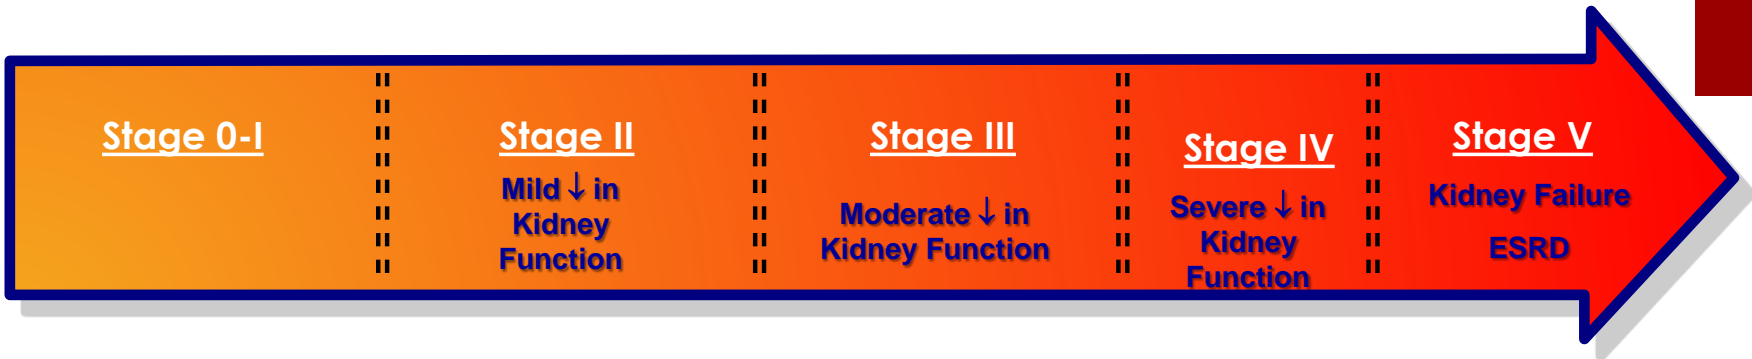 Stage 0-I
Stage II
Mild ↓ in
Kidney
Function
Stage III
Moderate ↓ in
Kidney Function
Stage IV
Severe ↓ in
Kidney
Function
Stage V
Kidney Failure
ESRD